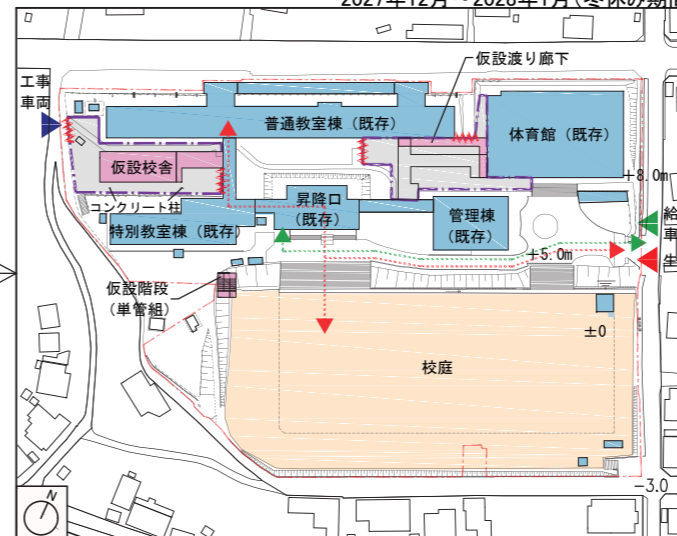 2027年12月～2028年1月（冬休み期間
仮設渡り廊下
工事
車両
普通教室棟（既存）
体育館（既存）
仮設校舎
+8.0m
コンクリート柱
昇降口
（既存）
管理棟
（既存）
特別教室棟（既存）
給
車
+5.0m
生
仮設階段
（単管組）
±0
校庭
-3.0
N